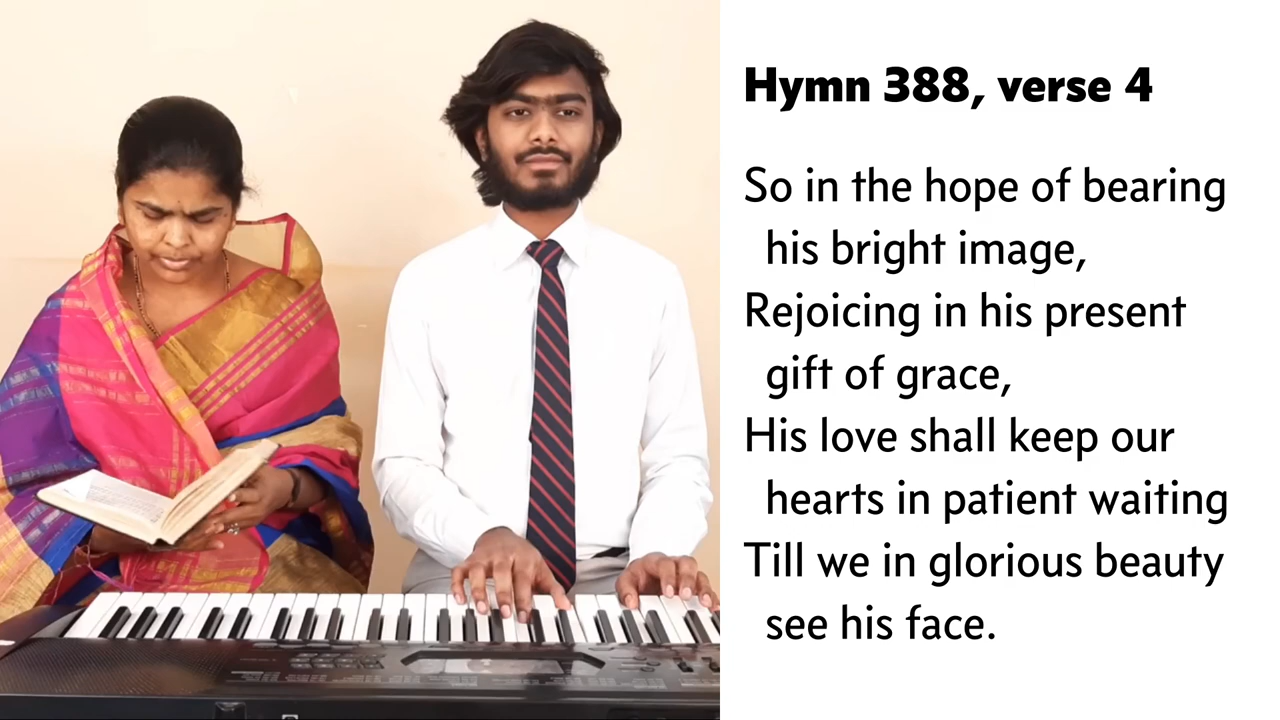 Hymn 388, verse 4
So in the hope of bearing
his bright image,
Rejoicing in his present
gift of grace,
His love shall keep our
hearts in patient waiting
Till we in glorious beauty
see his face.